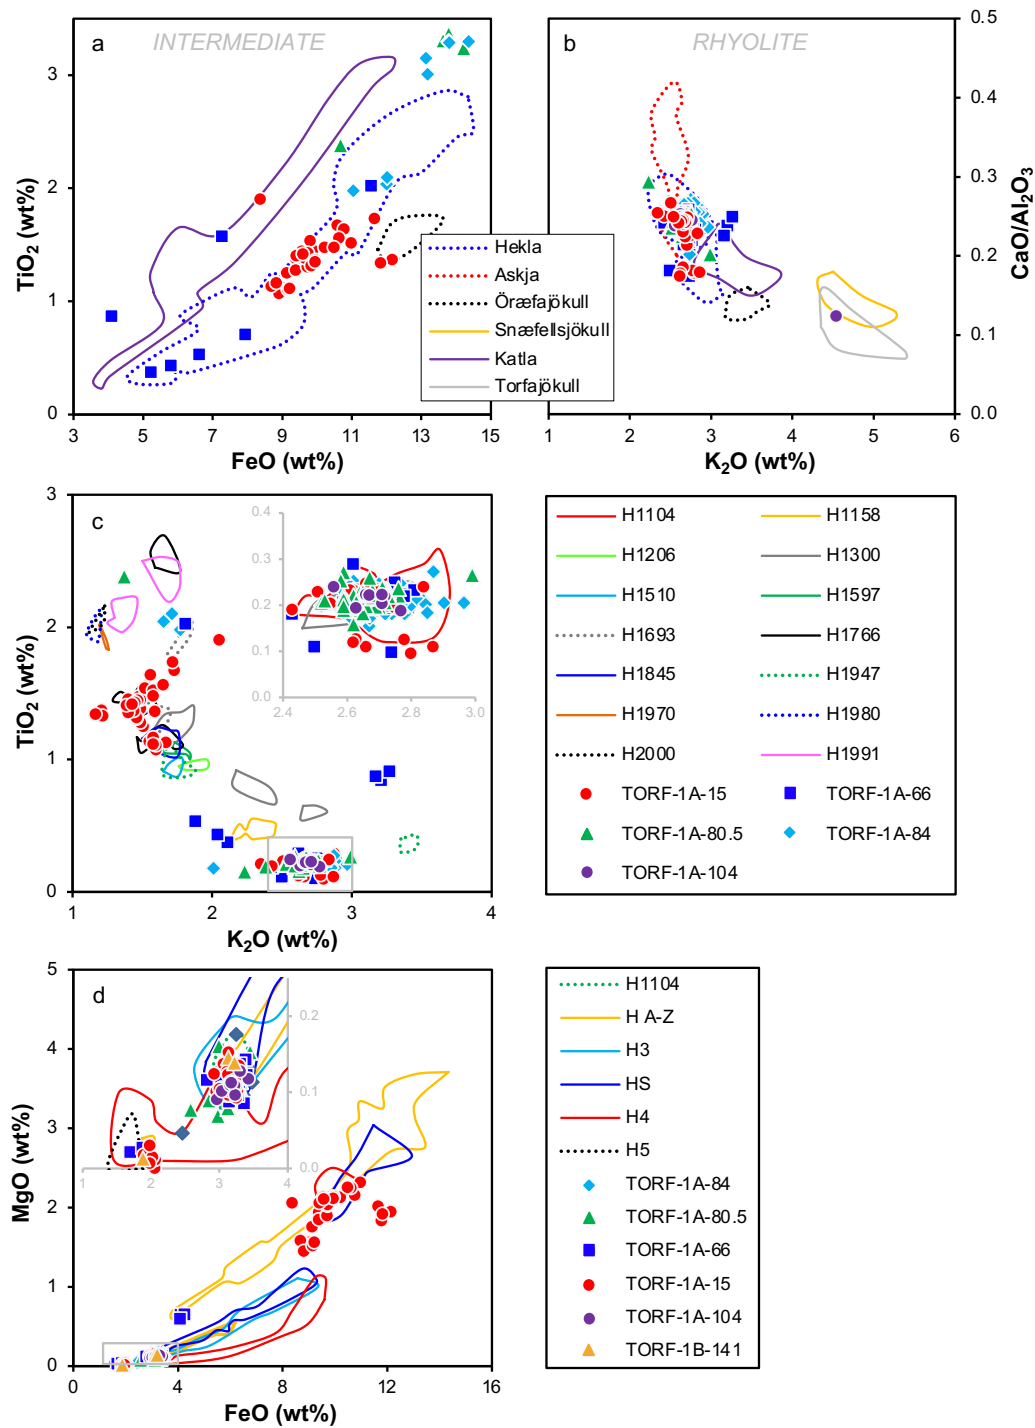 a
INTERMEDIATE
TiO2 (wt%)
3
2
1
0
3
5
7
9
11
13
15
FeO (wt%)
Hekla
Askja
Öræfajökull
Snæfellsjökull
Katla
Torfajökull
b
RHYOLITE
0.5
0.4
0.3
0.2
0.1
0.0
CaO/Al2O3
1
2
3
4
5
6
K2O (wt%)
c
TiO2 (wt%)
3
2
1
0
1
2
3
4
K2O (wt%)
0.4
0.3
0.2
0.1
0.0
2.4
2.6
2.8
3.0
H1104
H1158
H1206
H1300
H1510
H1597
H1693
H1766
H1845
H1947
H1970
H1980
H2000
H1991
TORF-1A-15
TORF-1A-66
TORF-1A-80.5
TORF-1A-84
TORF-1A-104
d
MgO (wt%)
5
4
3
2
1
0
0
4
8
12
16
FeO (wt%)
0.2
0.1
0.0
0
2
4
H1104
H A-Z
H3
HS
H4
H5
TORF-1A-84
TORF-1A-80.5
TORF-1A-66
TORF-1A-15
TORF-1A-104
TORF-1B-141